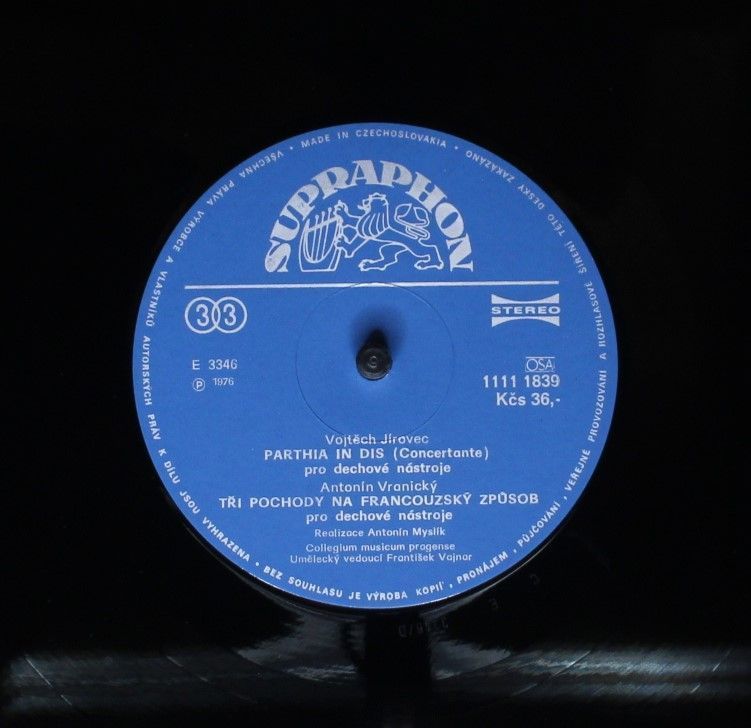 VŠECHNA PRÁVA VÝROBCE A VLASTNÍKŮ AUTORSKÝCH PRÁV K DÍLU JSOU VYHRAZENA • BEZ SOUHLASU JE VÝROBA KOPIÍ, PRONÁJEM, PŮJČOVÁNÍ, VEŘEJNÉ PROVOZOVÁNÍ A ROZHLASOVÉ ŠÍŘENÍ TÉTO DESKY ZAKÁZÁNO • MADE IN CZECHOSLOVAKIA •
SUPRAPHON
33
STEREO
E 3346
OSA
Ⓟ 1976
1111 1839
Kčs 36,-
Vojtěch Jírovec
PARTHIA IN DIS (Concertante)
pro dechové nástroje
Antonín Vranický
TŘI POCHODY NA FRANCOUZSKÝ ZPŮSOB
pro dechové nástroje
Realizace Antonín Myslík
Collegium musicum pragense
Umělecký vedoucí František Vajnar